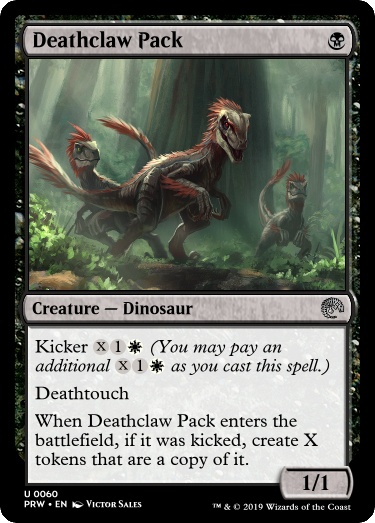 Deathclaw Pack
Creature — Dinosaur
Kicker X 1 (You may pay an
additional X 1 as you cast this spell.)
Deathtouch
When Deathclaw Pack enters the
battlefield, if it was kicked, create X
tokens that are a copy of it.
1/1
U 0060
PRW • EN Victor Sales
™ & © 2019 Wizards of the Coast